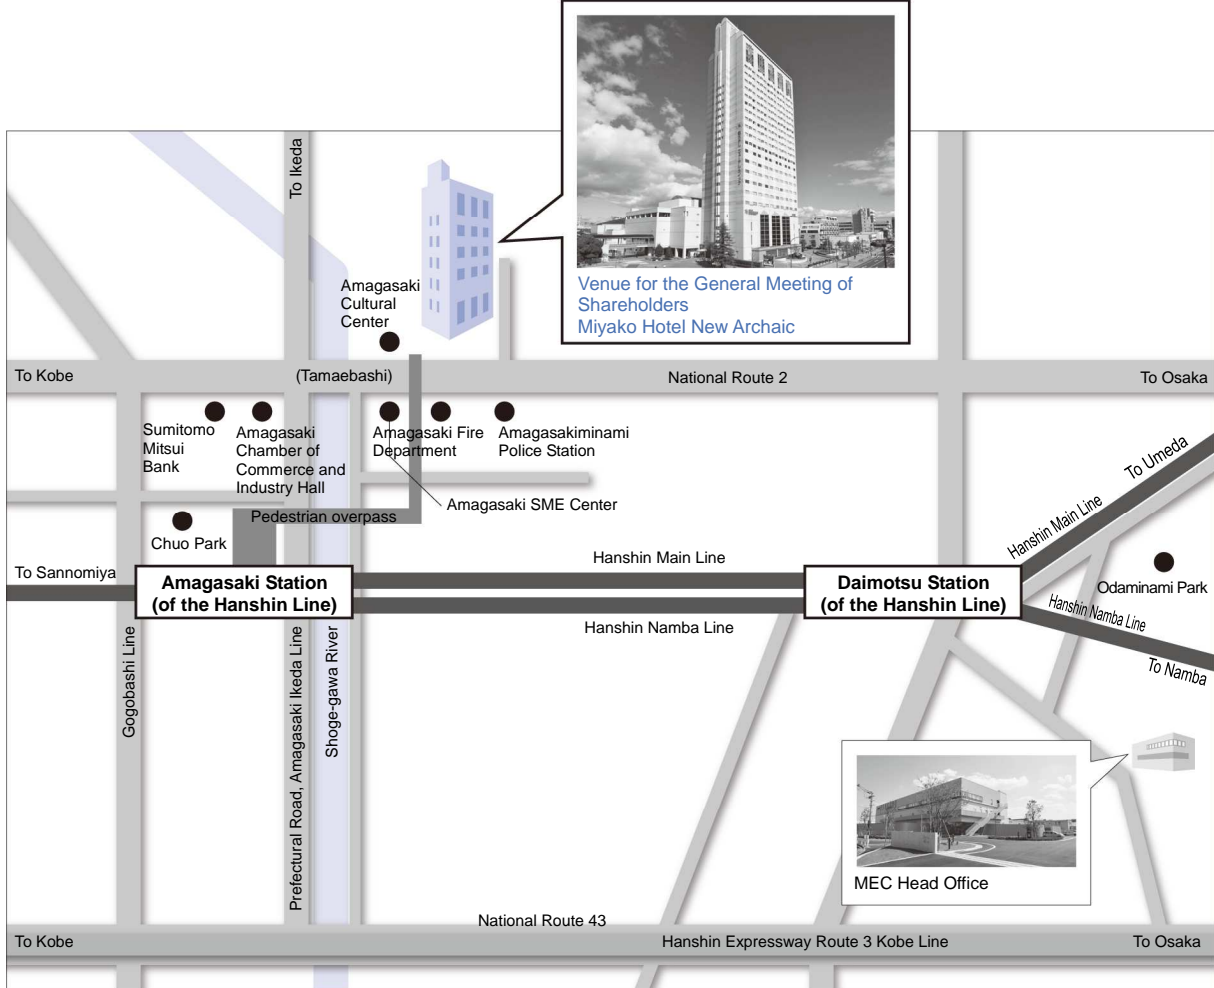 To Ikeda
Venue for the General Meeting of
Shareholders
Miyako Hotel New Archaic
Amagasaki
Cultural
Center
To Kobe
(Tamaebashi)
National Route 2
To Osaka
Sumitomo
Mitsui
Bank
Amagasaki
Chamber of
Commerce and
Industry Hall
Amagasaki Fire
Department
Amagasakiminami
Police Station
Amagasaki SME Center
Pedestrian overpass
Chuo Park
To Umeda
Hanshin Main Line
To Sannomiya
Amagasaki Station
(of the Hanshin Line)
Hanshin Main Line
Hanshin Namba Line
Daimotsu Station
(of the Hanshin Line)
Odaminami Park
Hanshin Namba Line
To Namba
Gogobashi Line
Prefectural Road, Amagasaki Ikeda Line
Shoge-gawa River
MEC Head Office
National Route 43
To Kobe
Hanshin Expressway Route 3 Kobe Line
To Osaka